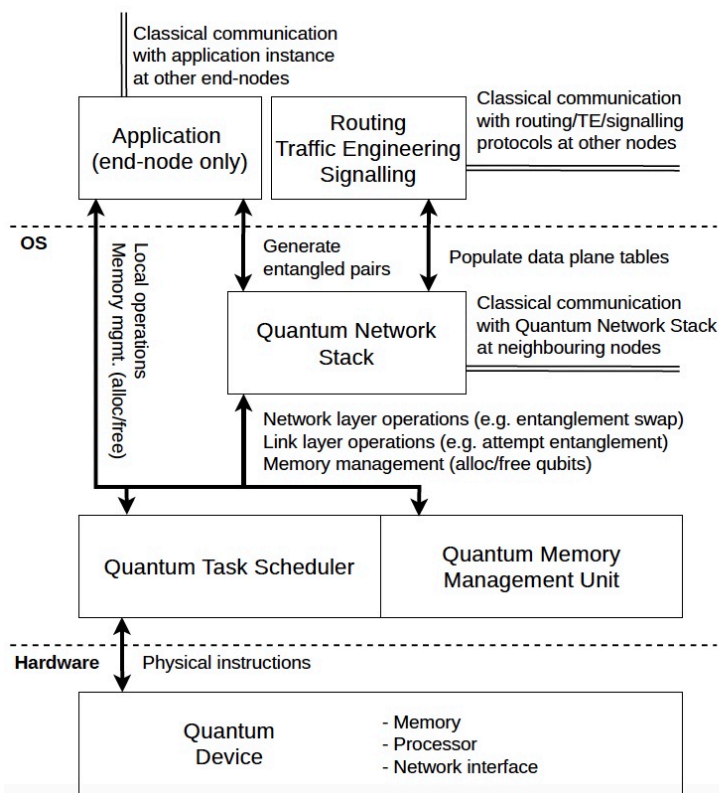 Classical communication
with application instance
at other end-nodes
Application
(end-node only)
Routing
Traffic Engineering
Signalling
Classical communication
with routing/TE/signalling
protocols at other nodes
OS
Local operations
Memory mgmt. (alloc/free)
Generate
entangled pairs
Populate data plane tables
Quantum Network
Stack
Classical communication
with Quantum Network Stack
at neighbouring nodes
Network layer operations (e.g. entanglement swap)
Link layer operations (e.g. attempt entanglement)
Memory management (alloc/free qubits)
Quantum Task Scheduler
Quantum Memory
Management Unit
Hardware
Physical instructions
Quantum
Device
- Memory
- Processor
- Network interface